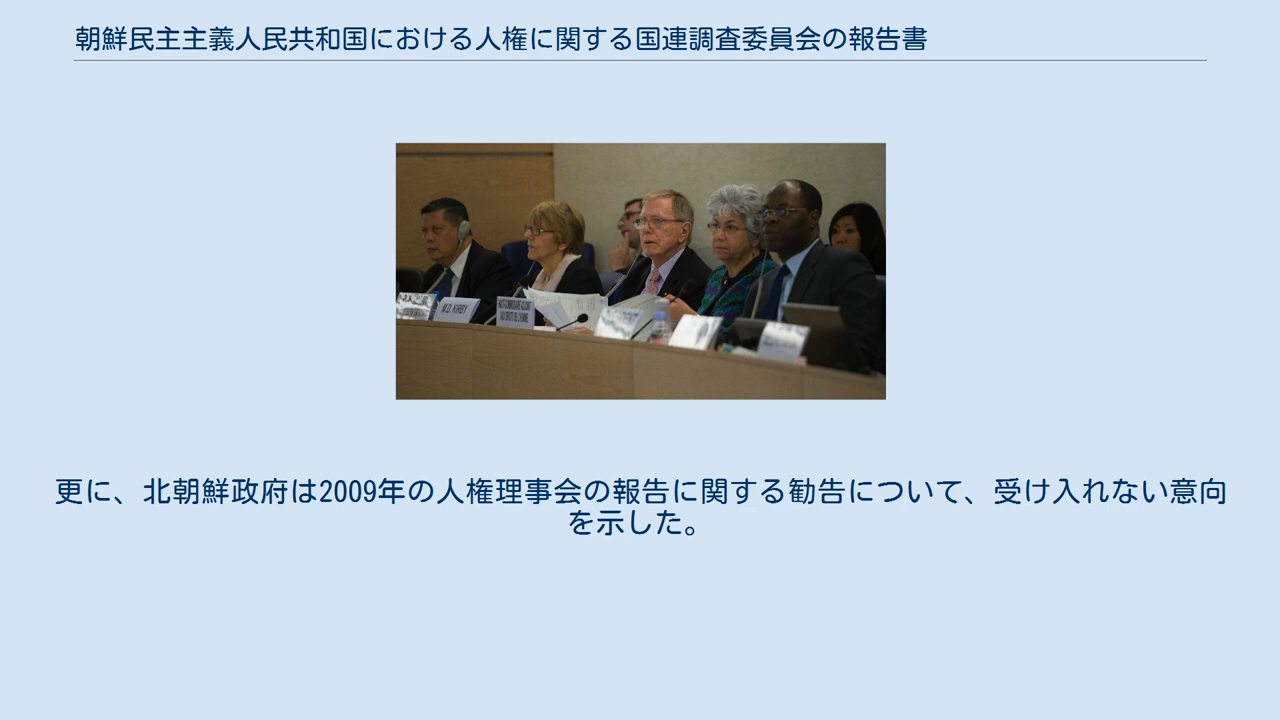 朝鮮民主主義人民共和国における人権に関する国連調査委員会の報告書
M.D. KIRBY
更に、北朝鮮政府は2009年の人権理事会の報告に関する勧告について、受け入れない意向
を示した。